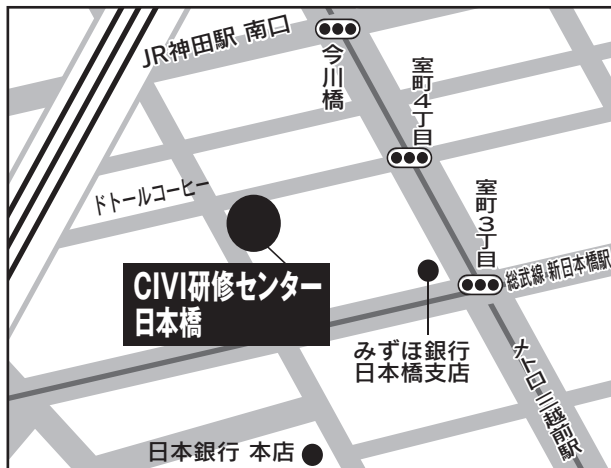 JR神田駅 南口
今川橋
室町4丁目
ドトールコーヒー
室町3丁目
総武線 新日本橋駅
CIVI研修センター
日本橋
みずほ銀行
日本橋支店
メトロ 三越前駅
日本銀行 本店